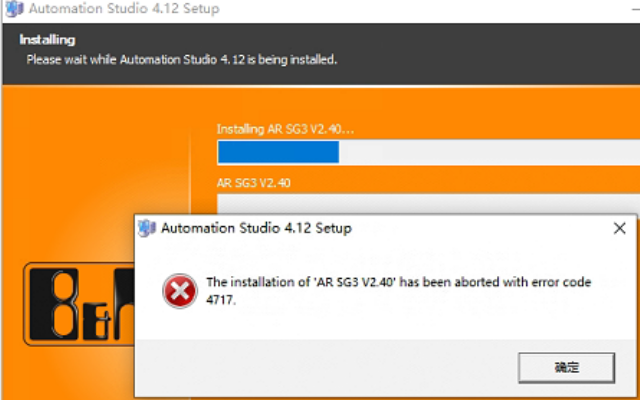 Automation Studio 4.12 Setup
Installing
Please wait while Automation Studio 4.12 is being installed.
Installing AR SG3 V2.40...
AR SG3 V2.40
Automation Studio 4.12 Setup
The installation of 'AR SG3 V2.40' has been aborted with error code
4717.
B&R
确定